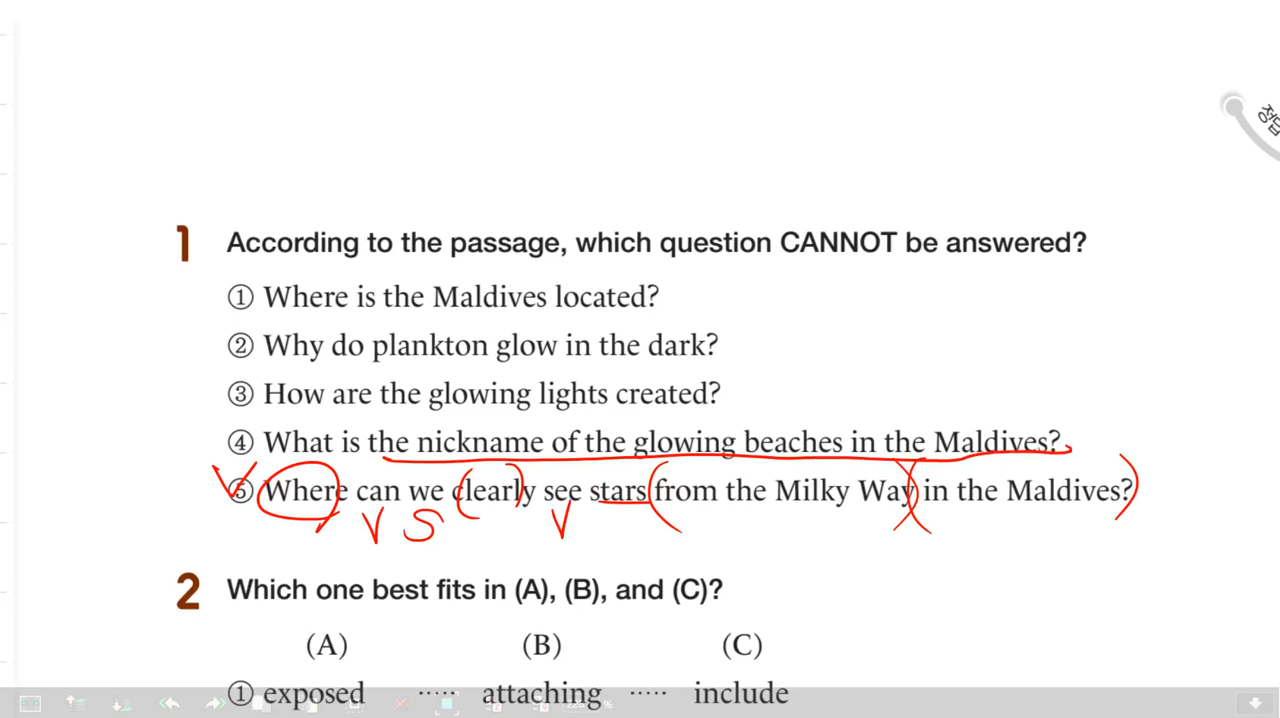 정답
1 According to the passage, which question CANNOT be answered?
① Where is the Maldives located?
② Why do plankton glow in the dark?
③ How are the glowing lights created?
④ What is the nickname of the glowing beaches in the Maldives?
⑤ Where can we clearly see stars from the Milky Way in the Maldives?
V S V
2 Which one best fits in (A), (B), and (C)?
(A) (B) (C)
① exposed ····· attaching ····· include